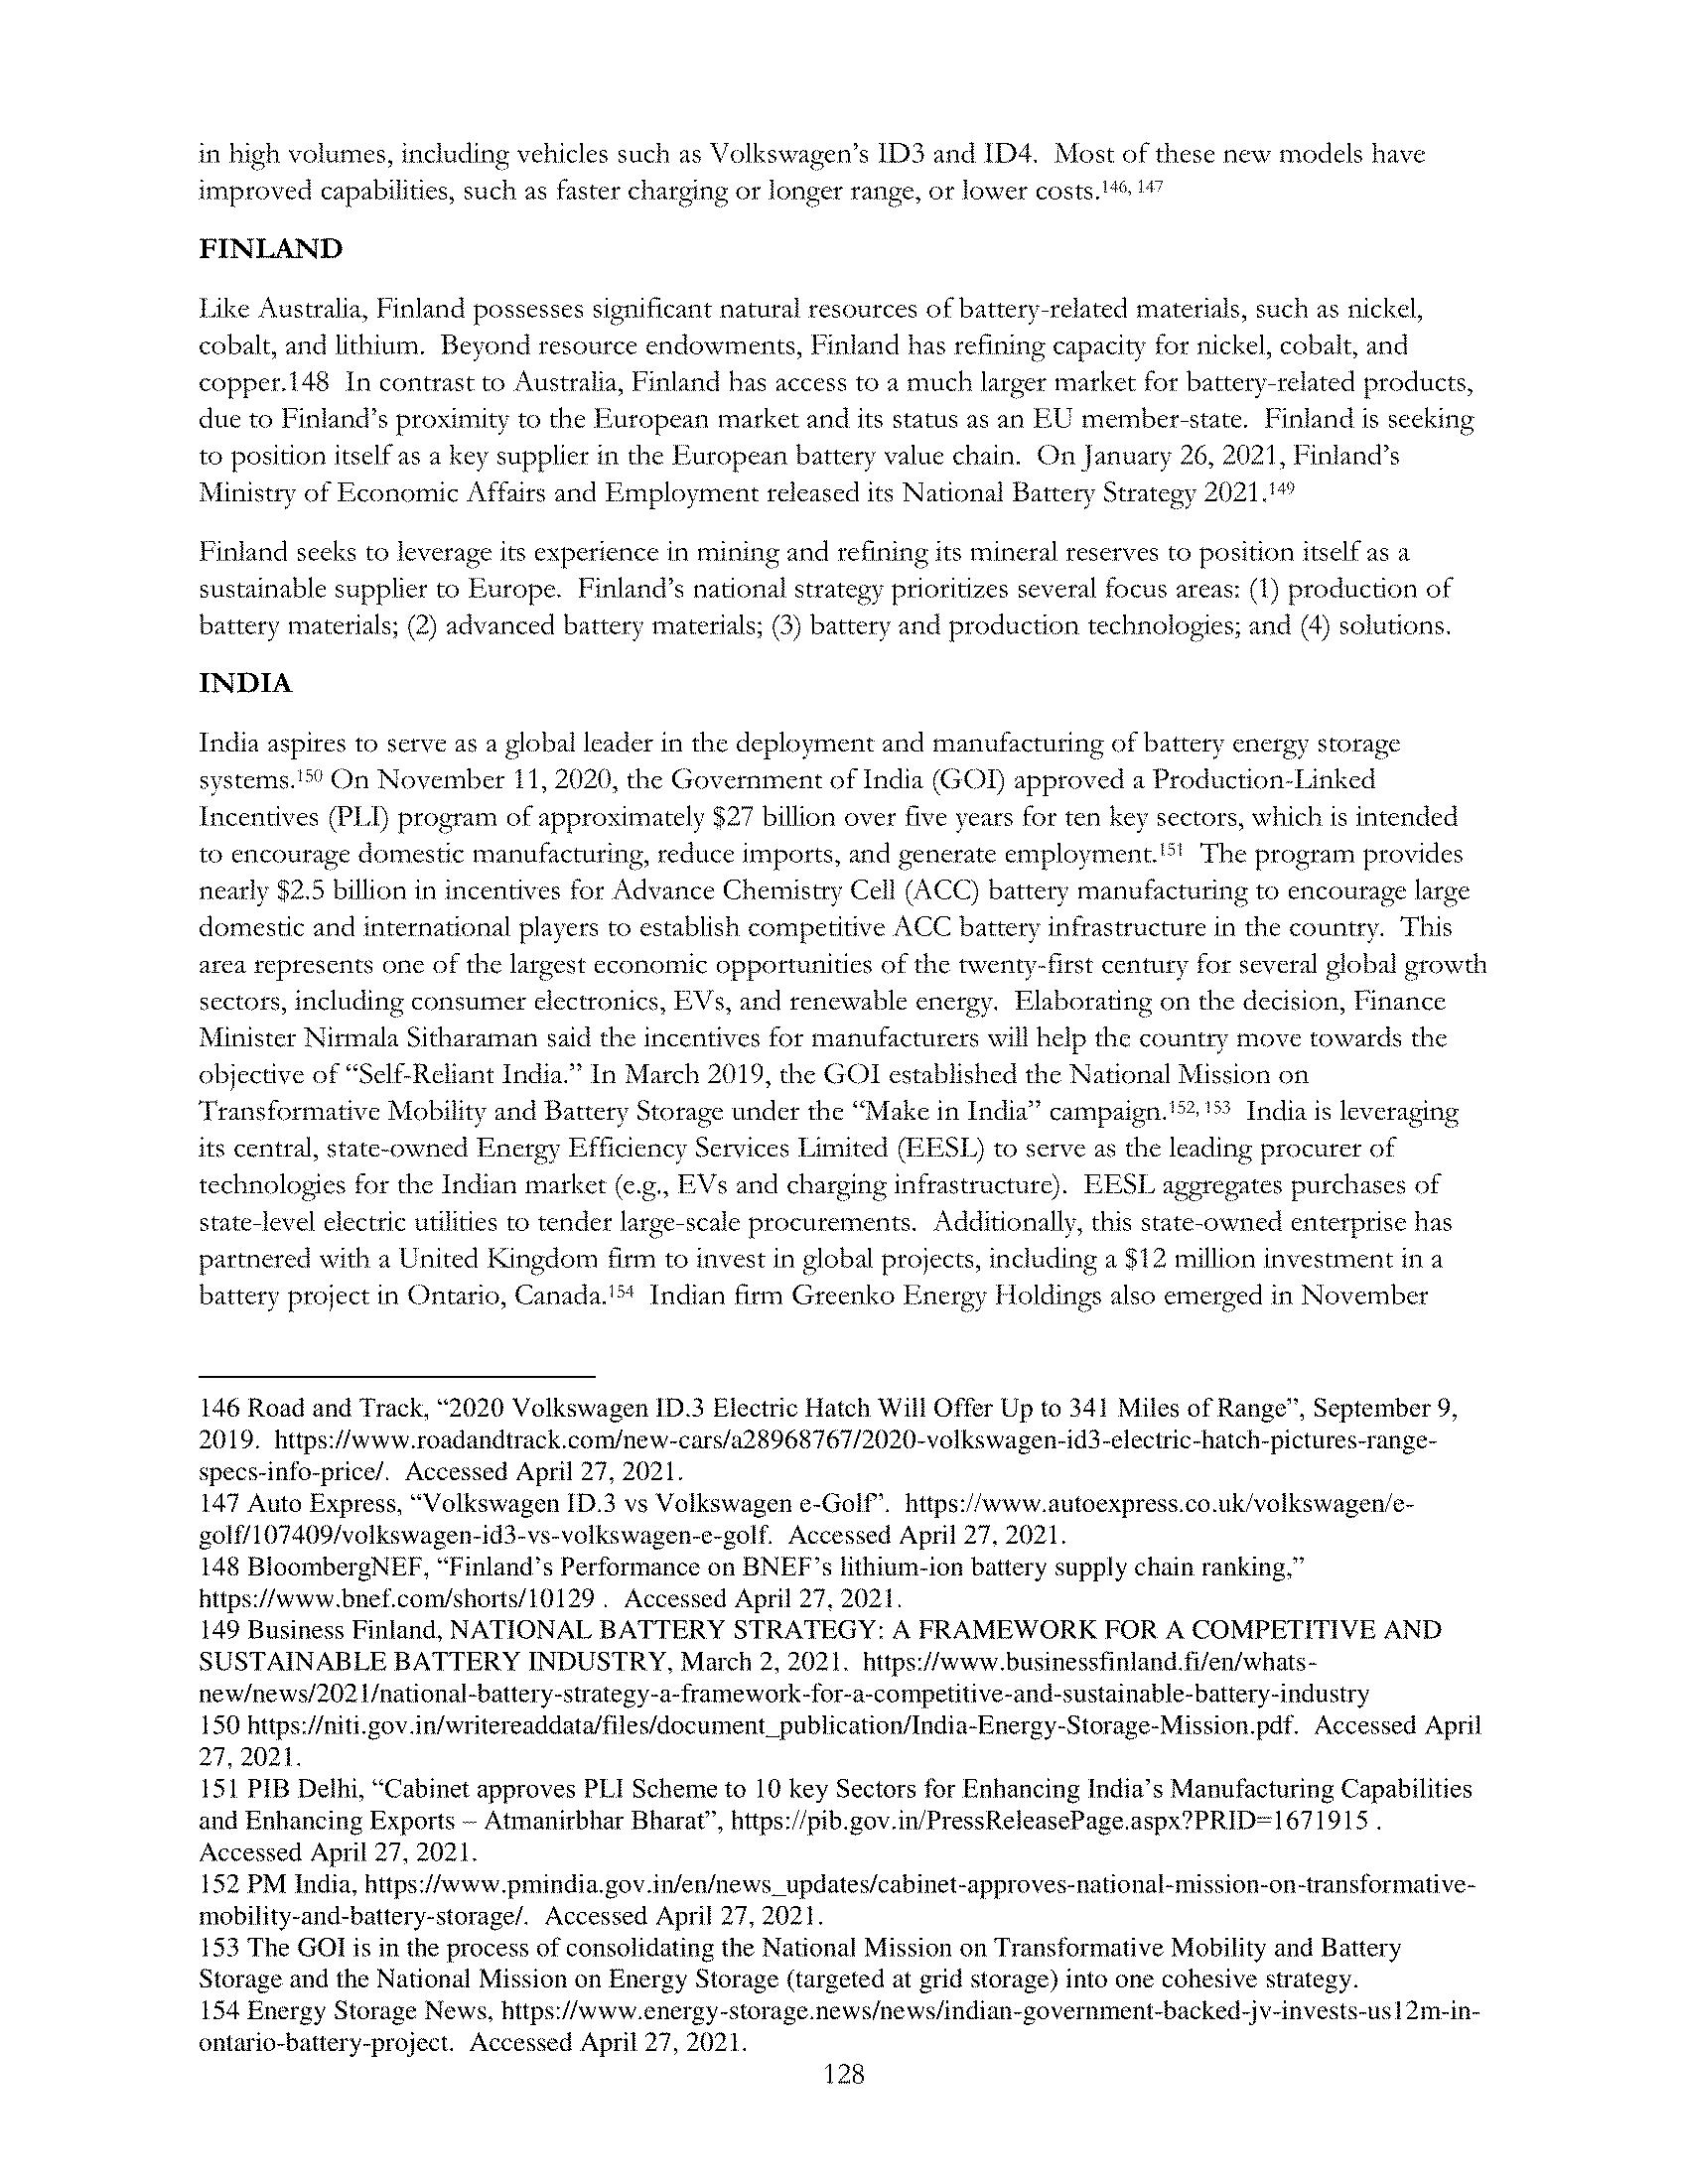 in high volumes, including vehicles such as Volkswagen’s ID3 and ID4.  Most of these new models have
improved capabilities, such as faster charging or longer range, or lower costs.146, 147
FINLAND
Like Australia, Finland possesses significant natural resources of battery-related materials, such as nickel,
cobalt, and lithium.  Beyond resource endowments, Finland has refining capacity for nickel, cobalt, and
copper.148  In contrast to Australia, Finland has access to a much larger market for battery-related products,
due to Finland’s proximity to the European market and its status as an EU member-state.  Finland is seeking
to position itself as a key supplier in the European battery value chain.  On January 26, 2021, Finland’s
Ministry of Economic Affairs and Employment released its National Battery Strategy 2021.149
Finland seeks to leverage its experience in mining and refining its mineral reserves to position itself as a
sustainable supplier to Europe.  Finland’s national strategy prioritizes several focus areas: (1) production of
battery materials; (2) advanced battery materials; (3) battery and production technologies; and (4) solutions.
INDIA
India aspires to serve as a global leader in the deployment and manufacturing of battery energy storage
systems.150 On November 11, 2020, the Government of India (GOI) approved a Production-Linked
Incentives (PLI) program of approximately $27 billion over five years for ten key sectors, which is intended
to encourage domestic manufacturing, reduce imports, and generate employment.151  The program provides
nearly $2.5 billion in incentives for Advance Chemistry Cell (ACC) battery manufacturing to encourage large
domestic and international players to establish competitive ACC battery infrastructure in the country.  This
area represents one of the largest economic opportunities of the twenty-first century for several global growth
sectors, including consumer electronics, EVs, and renewable energy.  Elaborating on the decision, Finance
Minister Nirmala Sitharaman said the incentives for manufacturers will help the country move towards the
objective of “Self-Reliant India.” In March 2019, the GOI established the National Mission on
Transformative Mobility and Battery Storage under the “Make in India” campaign.152, 153  India is leveraging
its central, state-owned Energy Efficiency Services Limited (EESL) to serve as the leading procurer of
technologies for the Indian market (e.g., EVs and charging infrastructure).  EESL aggregates purchases of
state-level electric utilities to tender large-scale procurements.  Additionally, this state-owned enterprise has
partnered with a United Kingdom firm to invest in global projects, including a $12 million investment in a
battery project in Ontario, Canada.154  Indian firm Greenko Energy Holdings also emerged in November
146 Road and Track, “2020 Volkswagen ID.3 Electric Hatch Will Offer Up to 341 Miles of Range”, September 9,
2019.  https://www.roadandtrack.com/new-cars/a28968767/2020-volkswagen-id3-electric-hatch-pictures-range-
specs-info-price/.  Accessed April 27, 2021.
147 Auto Express, “Volkswagen ID.3 vs Volkswagen e-Golf”.  https://www.autoexpress.co.uk/volkswagen/e-
golf/107409/volkswagen-id3-vs-volkswagen-e-golf.  Accessed April 27, 2021.
148 BloombergNEF, “Finland’s Performance on BNEF’s lithium-ion battery supply chain ranking,”
https://www.bnef.com/shorts/10129 .  Accessed April 27, 2021.
149 Business Finland, NATIONAL BATTERY STRATEGY: A FRAMEWORK FOR A COMPETITIVE AND
SUSTAINABLE BATTERY INDUSTRY, March 2, 2021.  https://www.businessfinland.fi/en/whats-
new/news/2021/national-battery-strategy-a-framework-for-a-competitive-and-sustainable-battery-industry
150 https://niti.gov.in/writereaddata/files/document_publication/India-Energy-Storage-Mission.pdf.  Accessed April
27, 2021.
151 PIB Delhi, “Cabinet approves PLI Scheme to 10 key Sectors for Enhancing India’s Manufacturing Capabilities
and Enhancing Exports – Atmanirbhar Bharat”, https://pib.gov.in/PressReleasePage.aspx?PRID=1671915 .
Accessed April 27, 2021.
152 PM India, https://www.pmindia.gov.in/en/news_updates/cabinet-approves-national-mission-on-transformative-
mobility-and-battery-storage/.  Accessed April 27, 2021.
153 The GOI is in the process of consolidating the National Mission on Transformative Mobility and Battery
Storage and the National Mission on Energy Storage (targeted at grid storage) into one cohesive strategy.
154 Energy Storage News, https://www.energy-storage.news/news/indian-government-backed-jv-invests-us12m-in-
ontario-battery-project.  Accessed April 27, 2021.
128